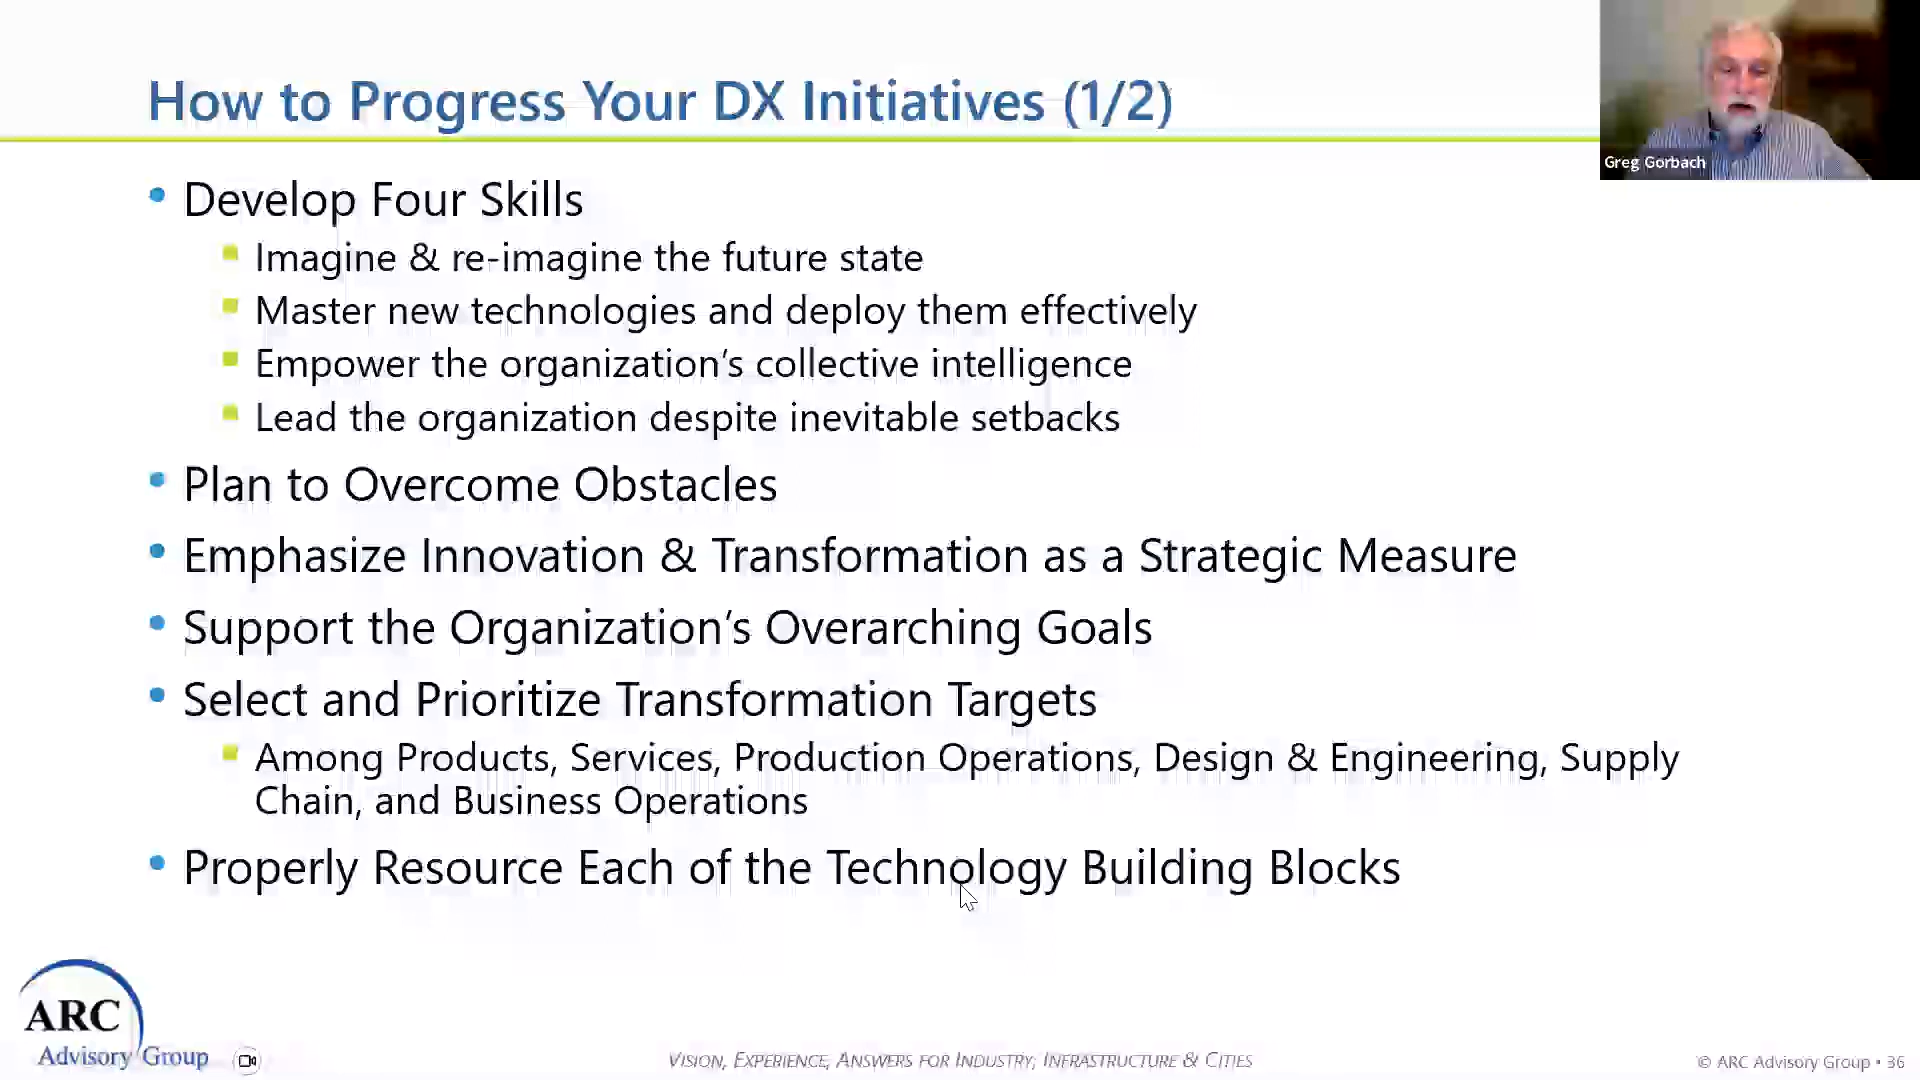 How to Progress Your DX Initiatives (1/2)
Greg Gorbach
• Develop Four Skills
Imagine & re-imagine the future state
Master new technologies and deploy them effectively
Empower the organization’s collective intelligence
Lead the organization despite inevitable setbacks
• Plan to Overcome Obstacles
• Emphasize Innovation & Transformation as a Strategic Measure
• Support the Organization’s Overarching Goals
• Select and Prioritize Transformation Targets
Among Products, Services, Production Operations, Design & Engineering, Supply
Chain, and Business Operations
• Properly Resource Each of the Technology Building Blocks
ARC
Advisory Group
VISION, EXPERIENCE, ANSWERS FOR INDUSTRY, INFRASTRUCTURE & CITIES
© ARC Advisory Group • 36